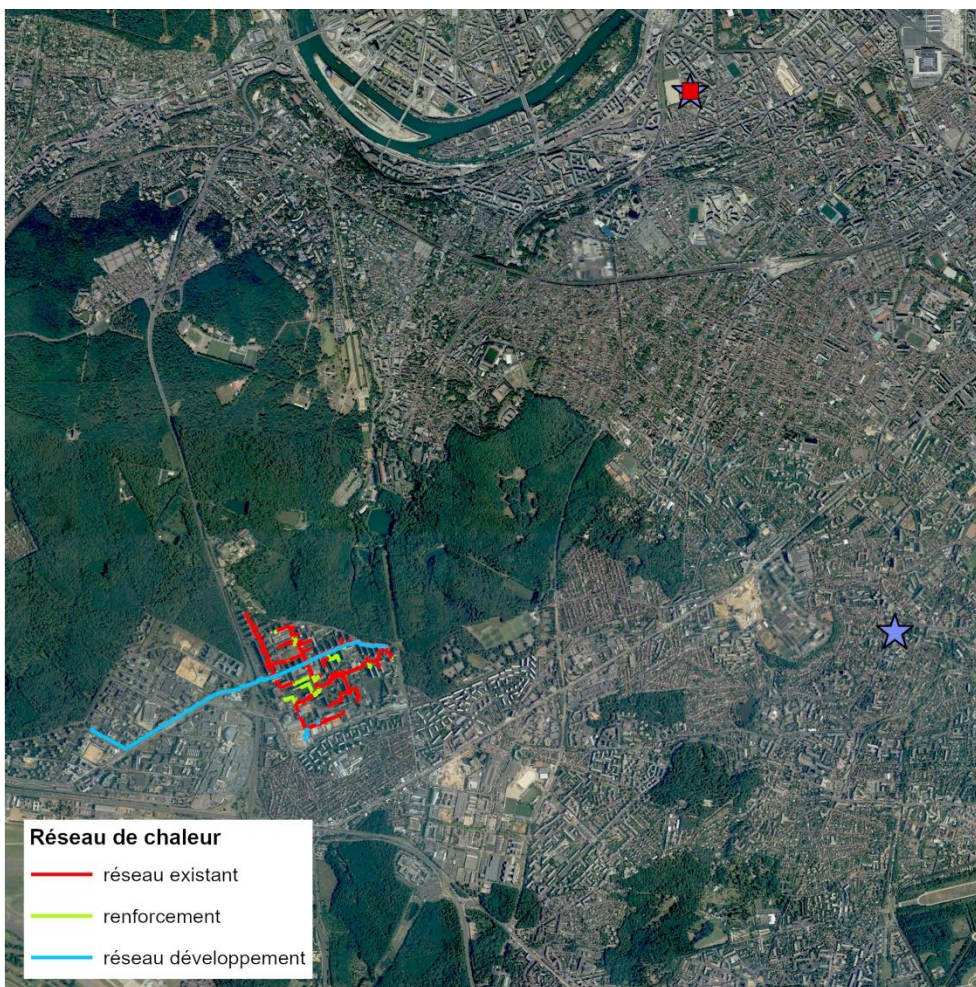 Réseau de chaleur
réseau existant
renforcement
réseau développement